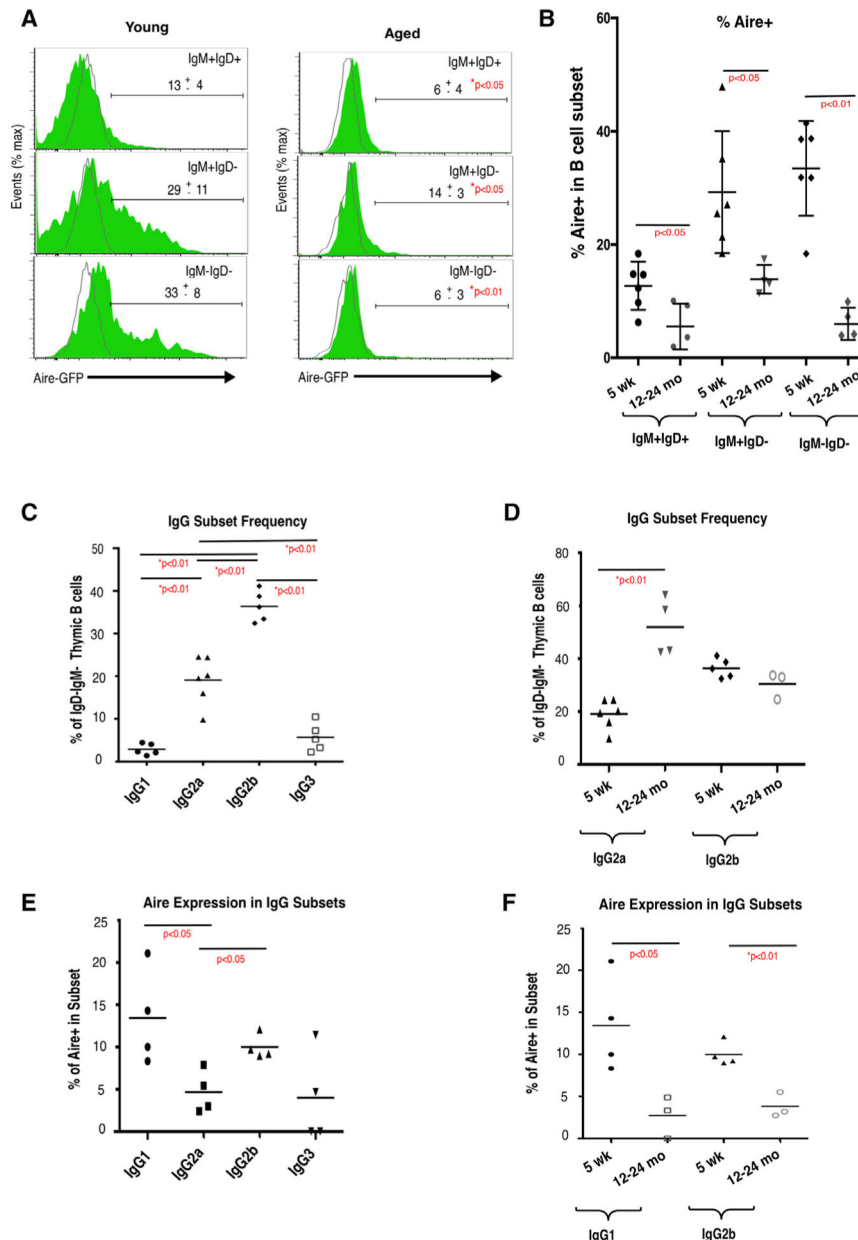 A
Young
Aged
Events (% max)
IgM+IgD+
13 ± 4
IgM+IgD-
29 ± 11
IgM-IgD-
33 ± 8
Aire-GFP
Events (% max)
IgM+IgD+
6 ± 4 *p<0.05
IgM+IgD-
14 ± 3 *p<0.05
IgM-IgD-
6 ± 3 *p<0.01
Aire-GFP
B
% Aire+
% Aire+ in B cell subset
60
40
20
0
p<0.05
p<0.05
p<0.01
5 wk
12-24 mo
5 wk
12-24 mo
5 wk
12-24 mo
IgM+IgD+
IgM+IgD-
IgM-IgD-
C
IgG Subset Frequency
% of IgD-IgM- Thymic B cells
50
40
30
20
10
0
*p<0.01
*p<0.01
*p<0.01
*p<0.01
*p<0.01
IgG1
IgG2a
IgG2b
IgG3
D
IgG Subset Frequency
% of IgD-IgM- Thymic B cells
80
60
40
20
0
*p<0.01
5 wk
12-24 mo
5 wk
12-24 mo
IgG2a
IgG2b
E
Aire Expression in IgG Subsets
% of Aire+ in Subset
25
20
15
10
5
0
p<0.05
p<0.05
IgG1
IgG2a
IgG2b
IgG3
F
Aire Expression in IgG Subsets
% of Aire+ in Subset
25
20
15
10
5
0
p<0.05
*p<0.01
5 wk
12-24 mo
5 wk
12-24 mo
IgG1
IgG2b